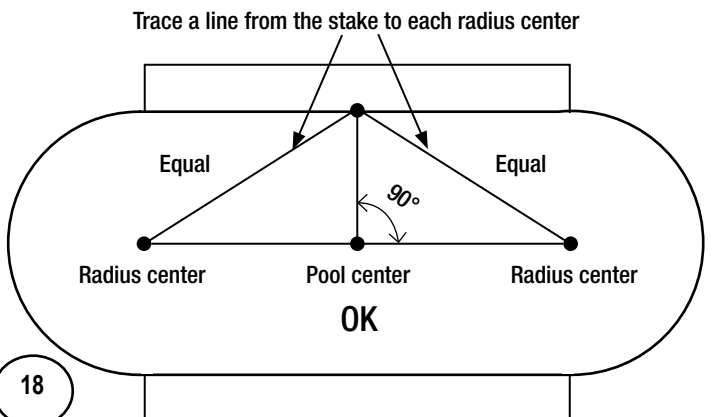 Trace a line from the stake to each radius center
Equal
Equal
90°
Radius center
Pool center
Radius center
OK
18